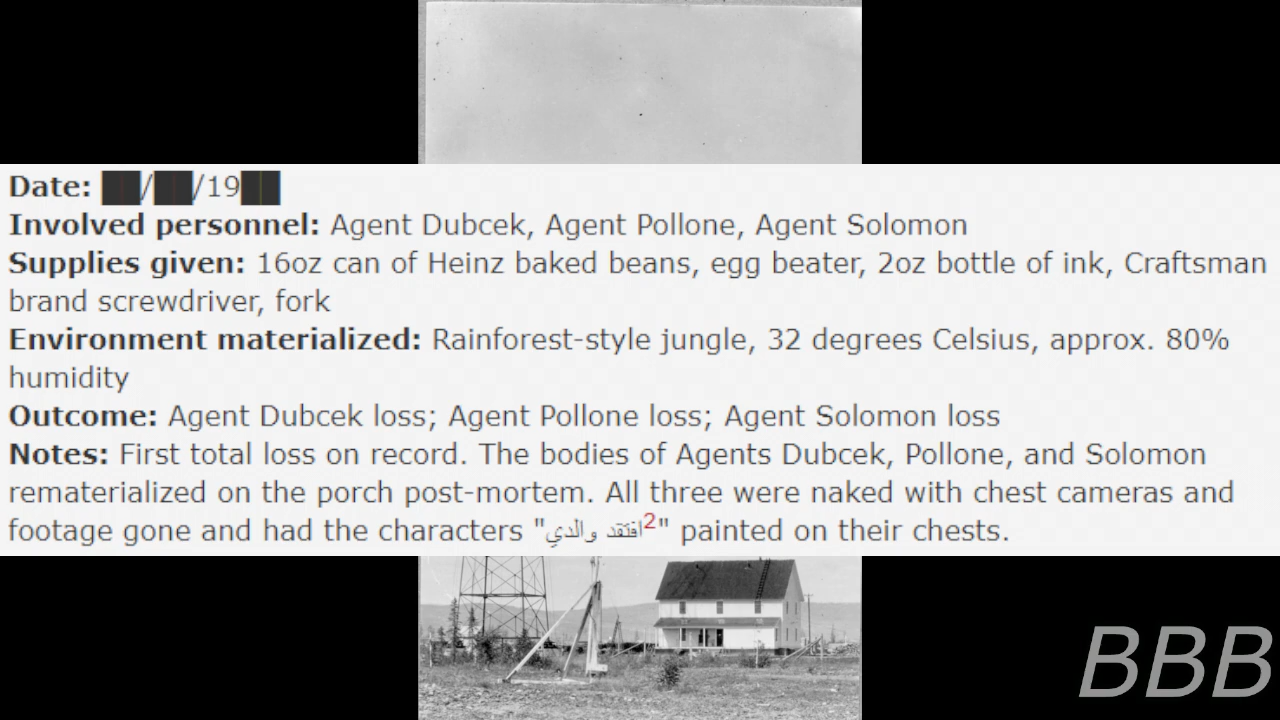 Date: ██/██/19██
Involved personnel: Agent Dubcek, Agent Pollone, Agent Solomon
Supplies given: 16oz can of Heinz baked beans, egg beater, 2oz bottle of ink, Craftsman
brand screwdriver, fork
Environment materialized: Rainforest-style jungle, 32 degrees Celsius, approx. 80%
humidity
Outcome: Agent Dubcek loss; Agent Pollone loss; Agent Solomon loss
Notes: First total loss on record. The bodies of Agents Dubcek, Pollone, and Solomon
rematerialized on the porch post-mortem. All three were naked with chest cameras and
footage gone and had the characters "افتقد والدي2" painted on their chests.
BBB